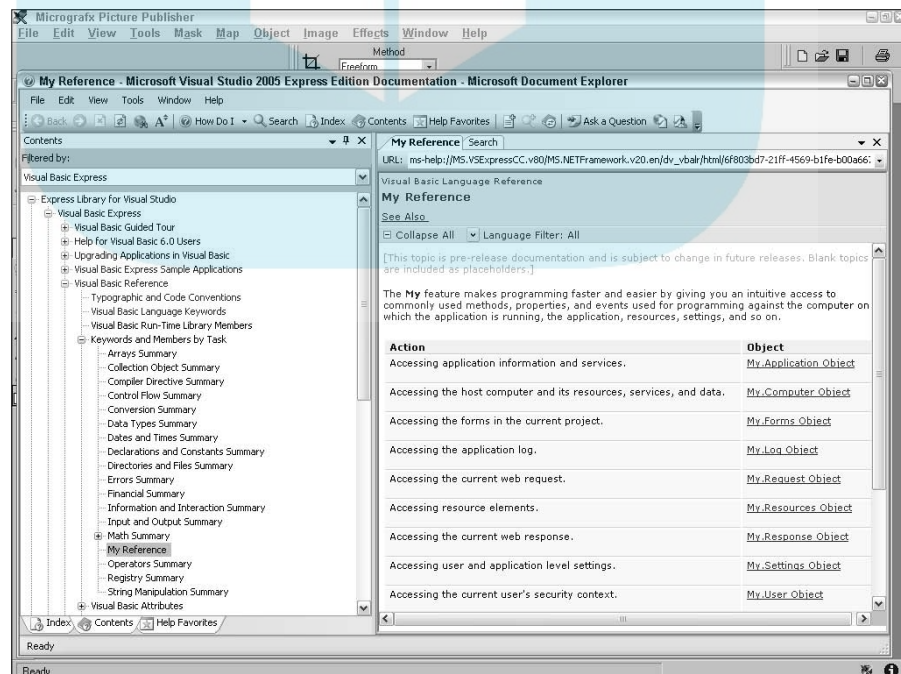 Micrografx Picture Publisher
File Edit View Tools Mask Map Object Image Effects Window Help
Method
Freeform
My Reference - Microsoft Visual Studio 2005 Express Edition Documentation - Microsoft Document Explorer
File Edit View Tools Window Help
Back How Do I Search Index Contents Help Favorites Ask a Question
Contents
Filtered by:
Visual Basic Express
Express Library for Visual Studio
Visual Basic Express
Visual Basic Guided Tour
Help for Visual Basic 6.0 Users
Upgrading Applications in Visual Basic
Visual Basic Express Sample Applications
Visual Basic Reference
Typographic and Code Conventions
Visual Basic Language Keywords
Visual Basic Run-Time Library Members
Keywords and Members by Task
Arrays Summary
Collection Object Summary
Compiler Directive Summary
Control Flow Summary
Conversion Summary
Data Types Summary
Dates and Times Summary
Declarations and Constants Summary
Directories and Files Summary
Errors Summary
Financial Summary
Information and Interaction Summary
Input and Output Summary
Math Summary
My Reference
Operators Summary
Registry Summary
String Manipulation Summary
Visual Basic Attributes
Index Contents Help Favorites
My Reference Search
URL: ms-help://MS.VSExpressCC.v80/MS.NETFramework.v20.en/dv_vbalr/html/6f803bd7-21ff-4569-b1fe-b00a66
Visual Basic Language Reference
My Reference
See Also
Collapse All Language Filter: All
[This topic is pre-release documentation and is subject to change in future releases. Blank topics
are included as placeholders.]
The My feature makes programming faster and easier by giving you an intuitive access to
commonly used methods, properties, and events used for programming against the computer on
which the application is running, the application, resources, settings, and so on.
Action Object
Accessing application information and services. My.Application Object
Accessing the host computer and its resources, services, and data. My.Computer Object
Accessing the forms in the current project. My.Forms Object
Accessing the application log. My.Log Object
Accessing the current web request. My.Request Object
Accessing resource elements. My.Resources Object
Accessing the current web response. My.Response Object
Accessing user and application level settings. My.Settings Object
Accessing the current user's security context. My.User Object
Ready
Ready